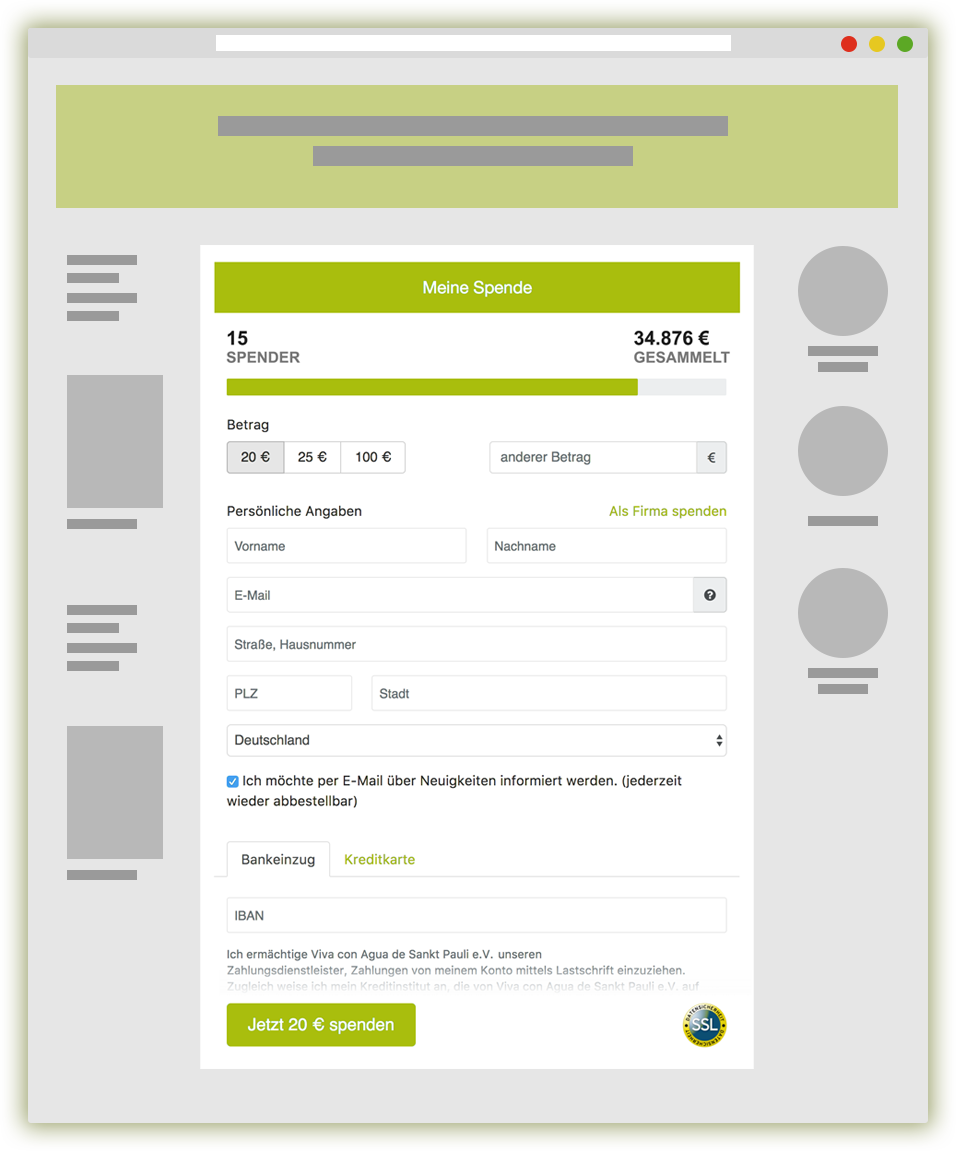 Meine Spende
15
34.876 €
SPENDER
GESAMMELT
Betrag
20 €
25 €
100 €
anderer Betrag
€
Persönliche Angaben
Als Firma spenden
Vorname
Nachname
E-Mail
?
Straße, Hausnummer
PLZ
Stadt
Deutschland
Ich möchte per E-Mail über Neuigkeiten informiert werden. (jederzeit
wieder abbestellbar)
Bankeinzug
Kreditkarte
IBAN
Ich ermächtige Viva con Agua de Sankt Pauli e.V. unseren
Zahlungsdienstleister, Zahlungen von meinem Konto mittels Lastschrift einzuziehen.
Zugleich weise ich mein Kreditinstitut an, die von Viva con Agua de Sankt Pauli e.V. auf
Jetzt 20 € spenden
DATENSICHERHEIT
SSL
DATENSICHERHEIT